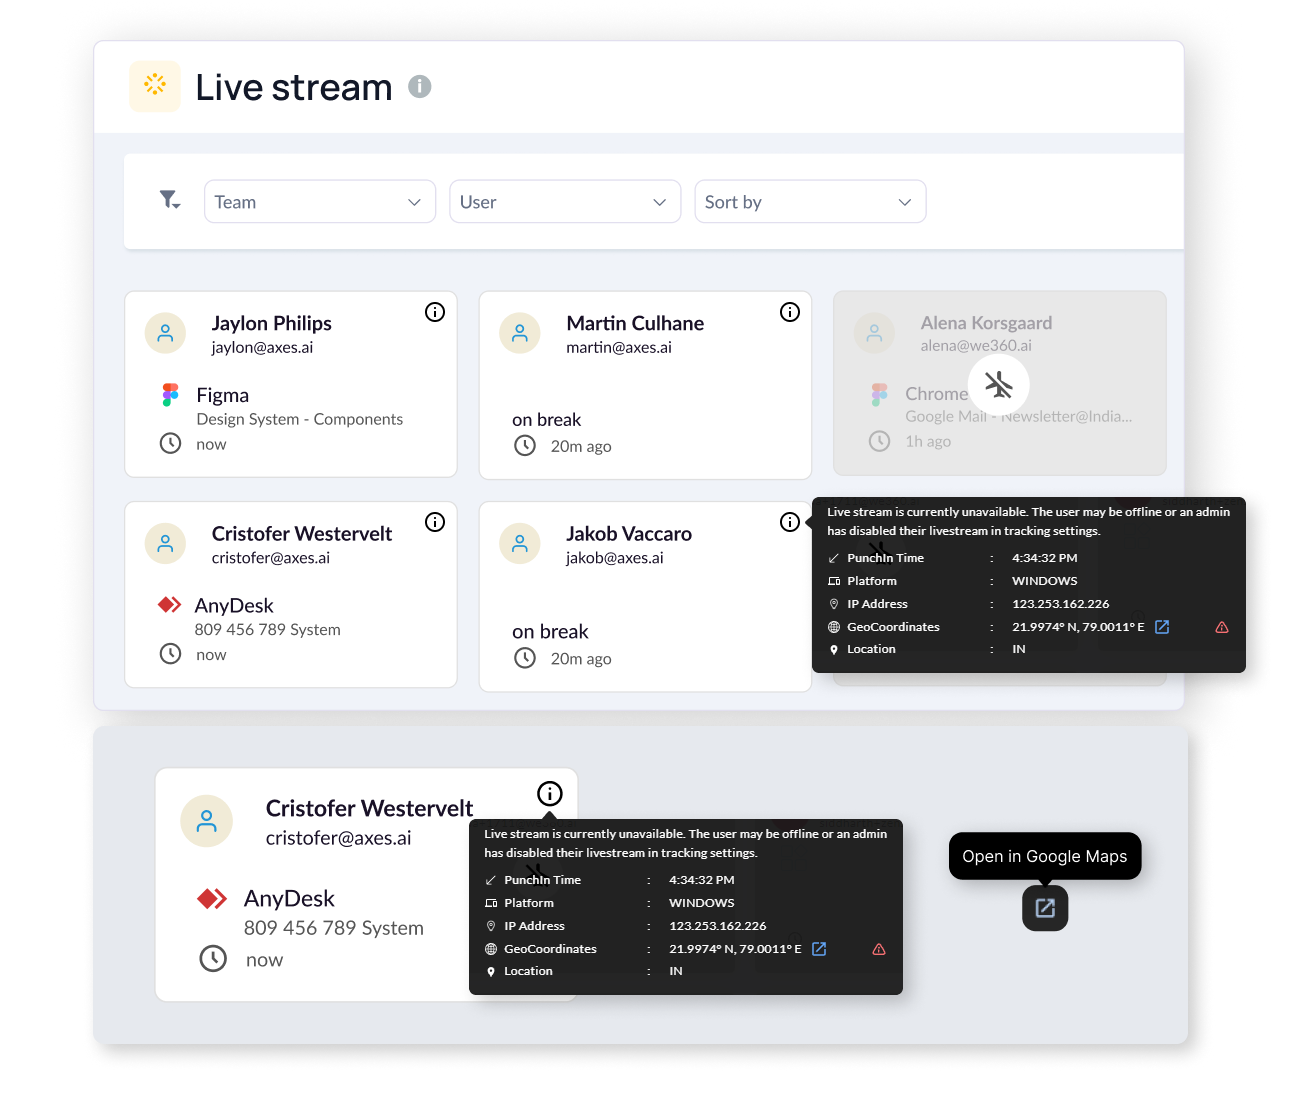 Live stream
Team
User
Sort by
Jaylon Philips
jaylon@axes.ai
Figma
Design System - Components
now
Martin Culhane
martin@axes.ai
on break
20m ago
Alena Korsgaard
alena@we360.ai
Chrome
Google Mail - Newsletter@India...
1h ago
Cristofer Westervelt
cristofer@axes.ai
AnyDesk
809 456 789 System
now
Jakob Vaccaro
jakob@axes.ai
on break
20m ago
Live stream is currently unavailable. The user may be offline or an admin
has disabled their livestream in tracking settings.
PunchIn Time : 4:34:32 PM
Platform : WINDOWS
IP Address : 123.253.162.226
GeoCoordinates : 21.9974° N, 79.0011° E
Location : IN
Cristofer Westervelt
cristofer@axes.ai
AnyDesk
809 456 789 System
now
Live stream is currently unavailable. The user may be offline or an admin
has disabled their livestream in tracking settings.
PunchIn Time : 4:34:32 PM
Platform : WINDOWS
IP Address : 123.253.162.226
GeoCoordinates : 21.9974° N, 79.0011° E
Location : IN
Open in Google Maps